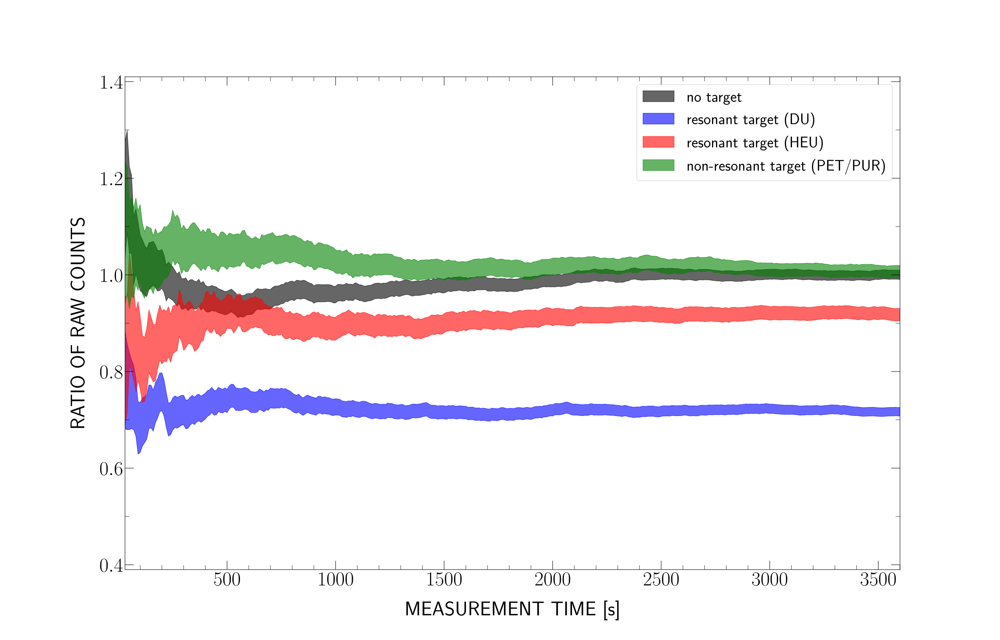 1.4
1.2
1.0
0.8
0.6
0.4
RATIO OF RAW COUNTS
no target
resonant target (DU)
resonant target (HEU)
non-resonant target (PET/PUR)
500 1000 1500 2000 2500 3000 3500
MEASUREMENT TIME [s]